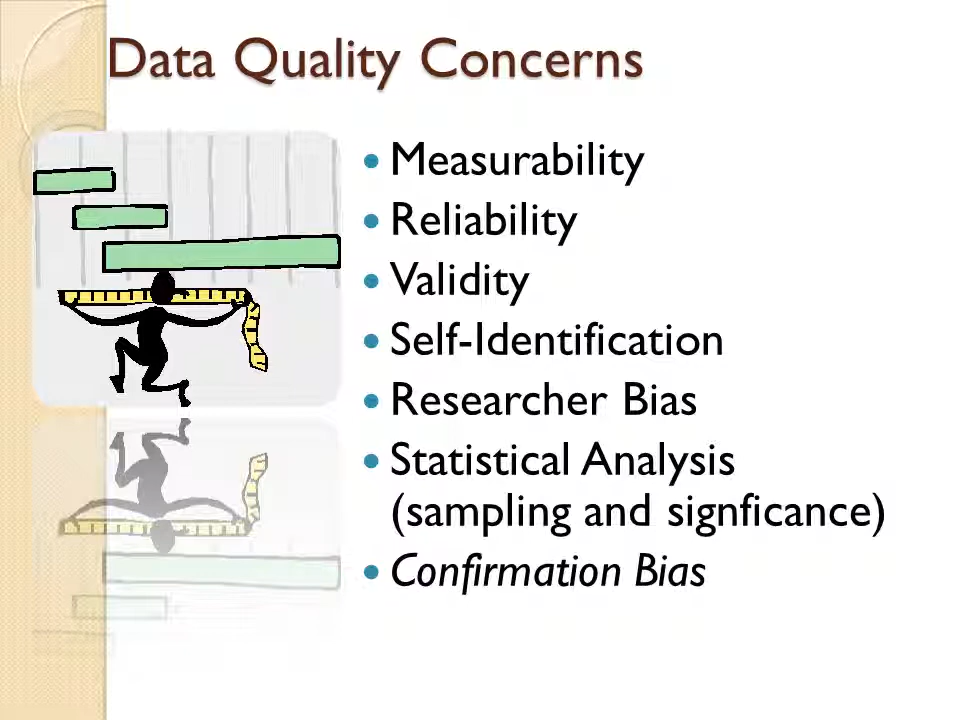 Data Quality Concerns
• Measurability
• Reliability
• Validity
• Self-Identification
• Researcher Bias
• Statistical Analysis
(sampling and signficance)
• Confirmation Bias